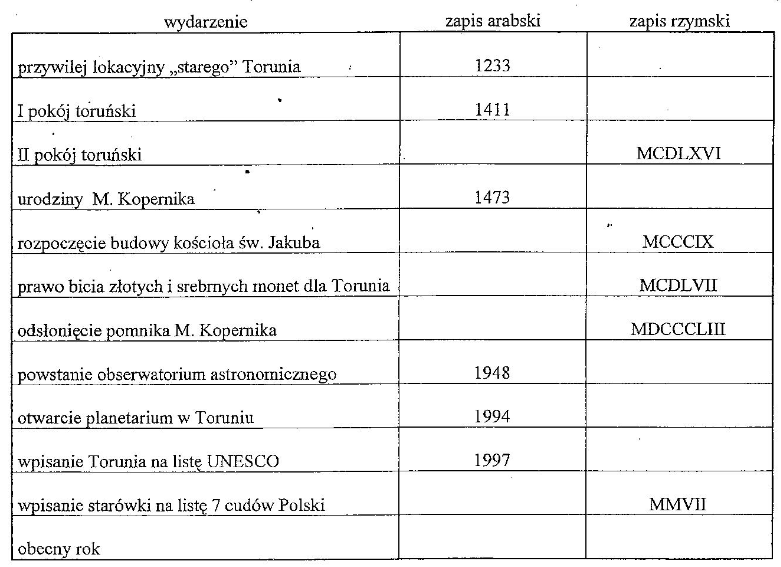 wydarzenie zapis arabski zapis rzymski
przywilej lokacyjny „starego” Torunia 1233
I pokój toruński 1411
II pokój toruński MCDLXVI
urodziny M. Kopernika 1473
rozpoczęcie budowy kościoła św. Jakuba MCCCIX
prawo bicia złotych i srebrnych monet dla Torunia MCDLVII
odsłonięcie pomnika M. Kopernika MDCCCLIII
powstanie obserwatorium astronomicznego 1948
otwarcie planetarium w Toruniu 1994
wpisanie Torunia na listę UNESCO 1997
wpisanie starówki na listę 7 cudów Polski MMVII
obecny rok